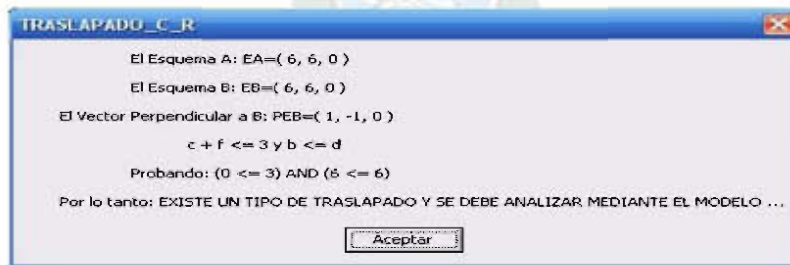 TRASLAPADO_C_R
El Esquema A: EA=( 6, 6, 0 )
El Esquema B: EB=( 6, 6, 0 )
El Vector Perpendicular a B: PEB=( 1, -1, 0 )
c + f <= 3 y b <= d
Probando: (0 <= 3) AND (6 <= 6)
Por lo tanto: EXISTE UN TIPO DE TRASLAPADO Y SE DEBE ANALIZAR MEDIANTE EL MODELO ...
Aceptar